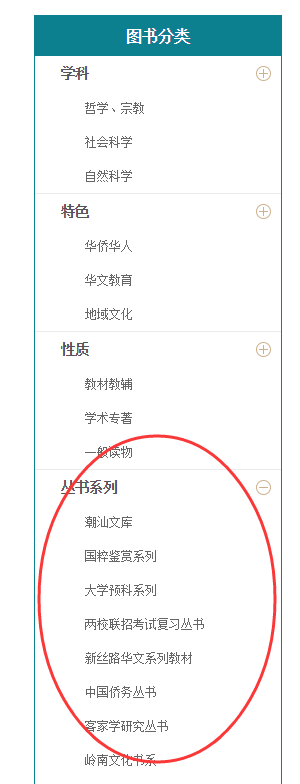 图书分类
学科
哲学、宗教
社会科学
自然科学
特色
华侨华人
华文教育
地域文化
性质
教材教辅
学术专著
一般读物
丛书系列
潮汕文库
国粹鉴赏系列
大学预科系列
两校联招考试复习丛书
新丝路华文系列教材
中国侨务丛书
客家学研究丛书
岭南文化书系